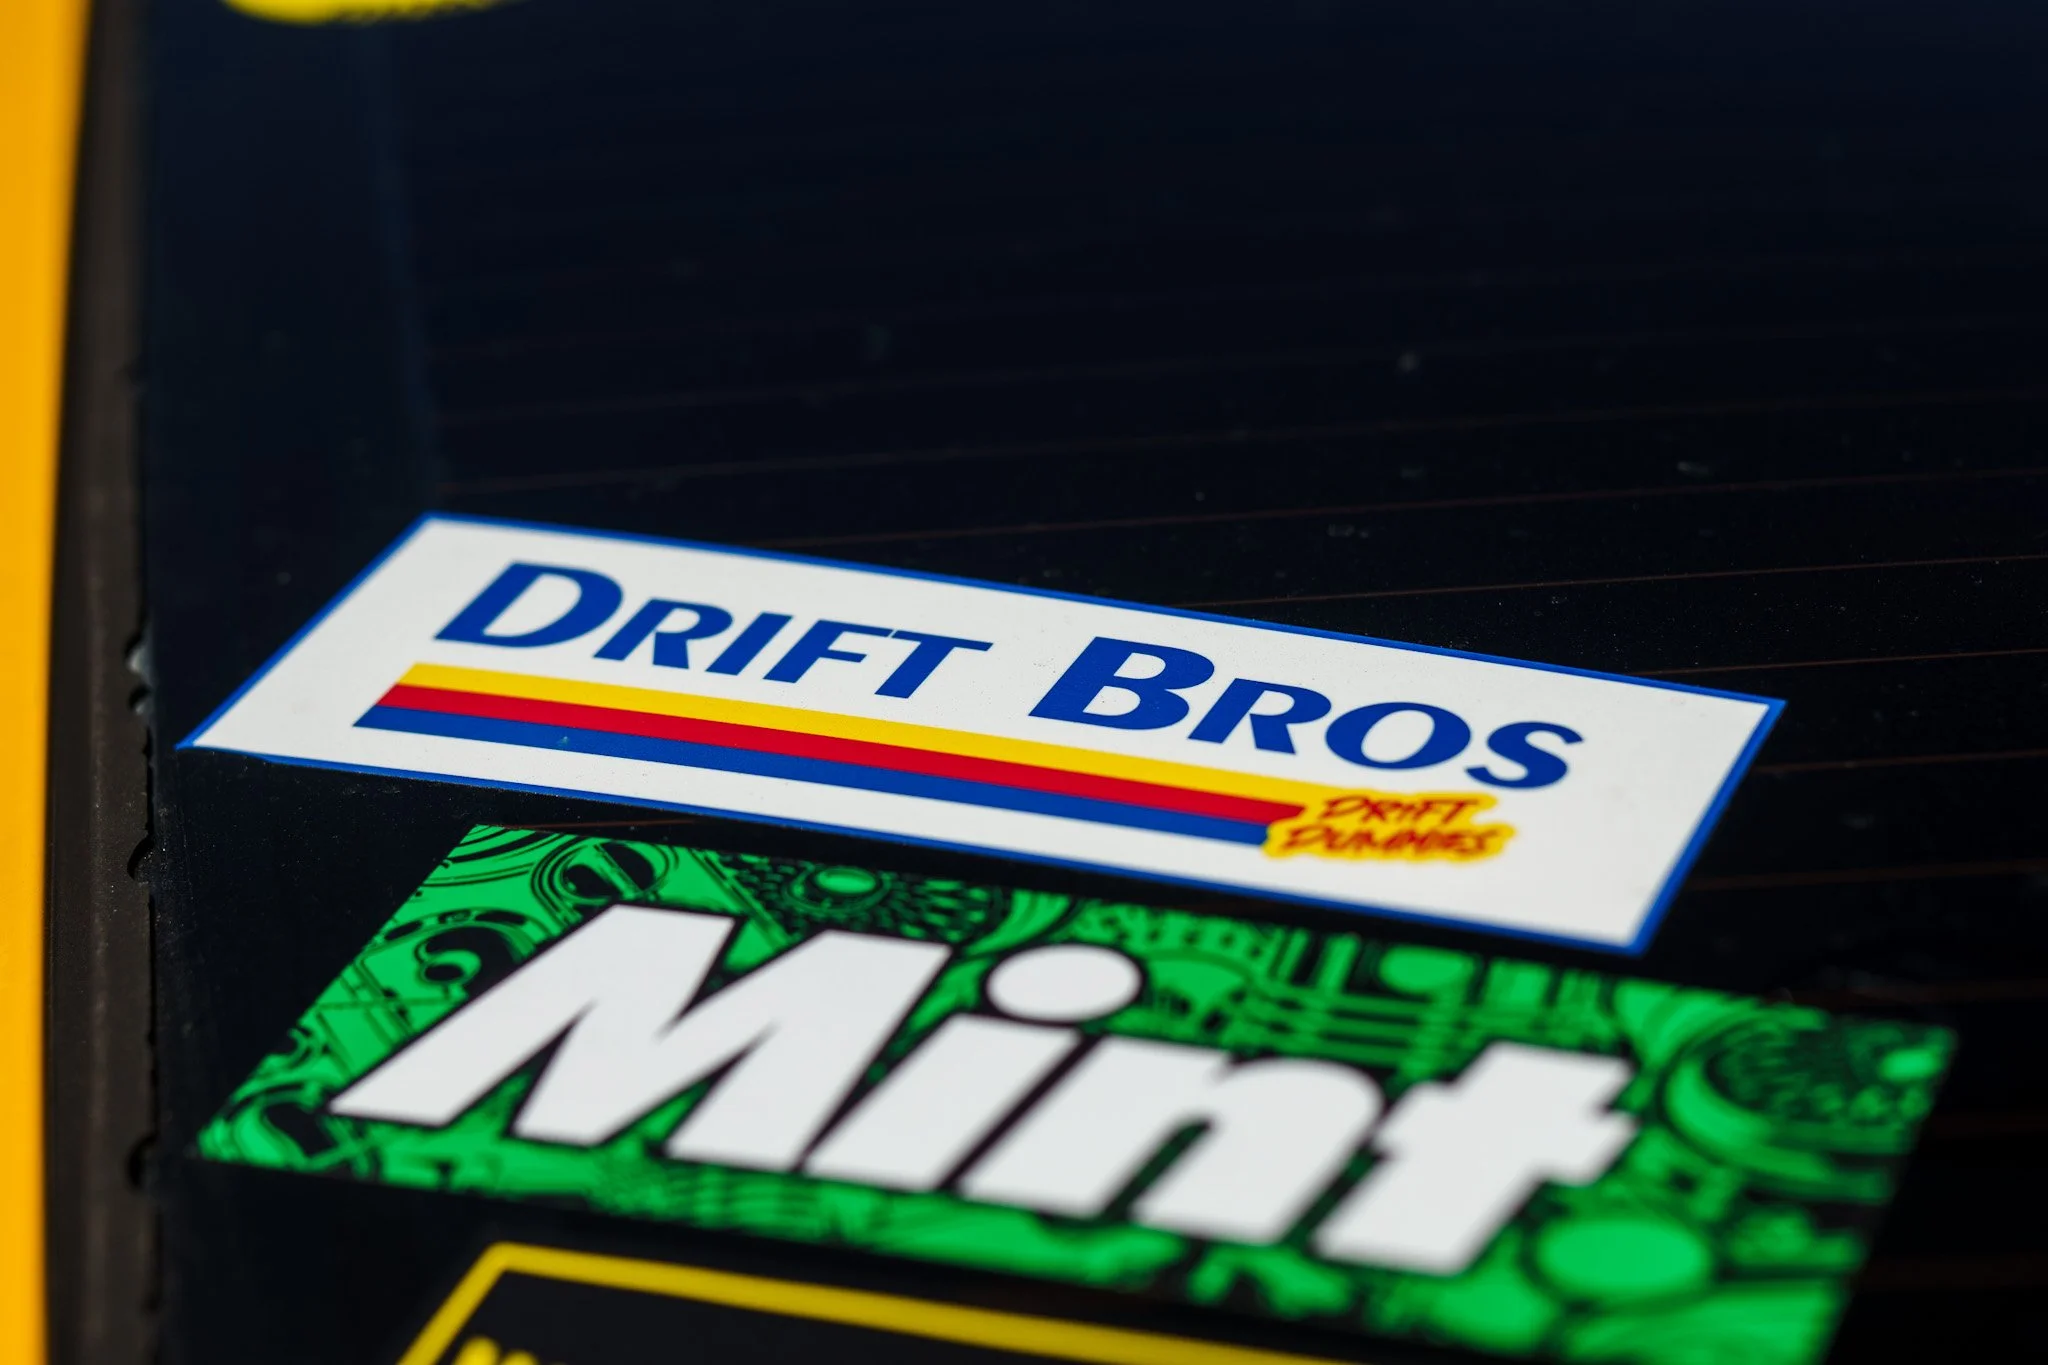 DRIFT BROS
DRIFT
DUMMIES
Mint